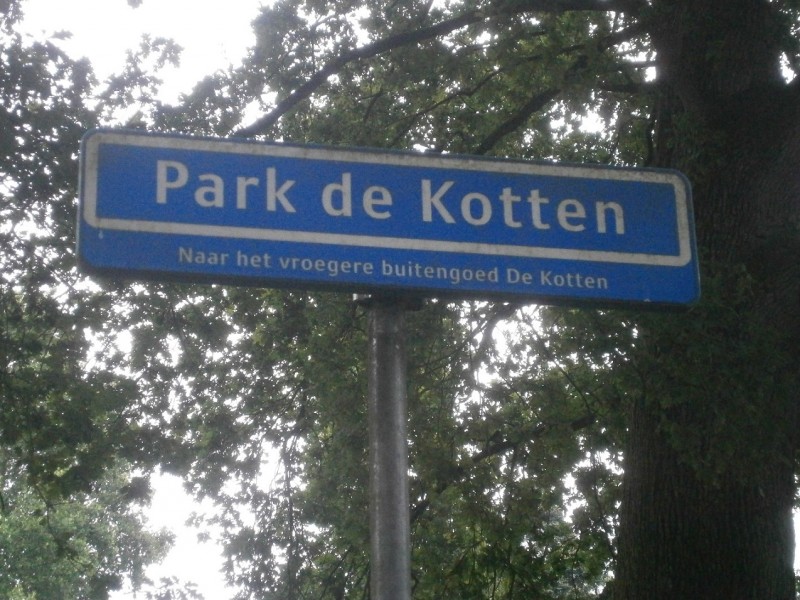 Park de Kotten
Naar het vroegere buitengoed De Kotten